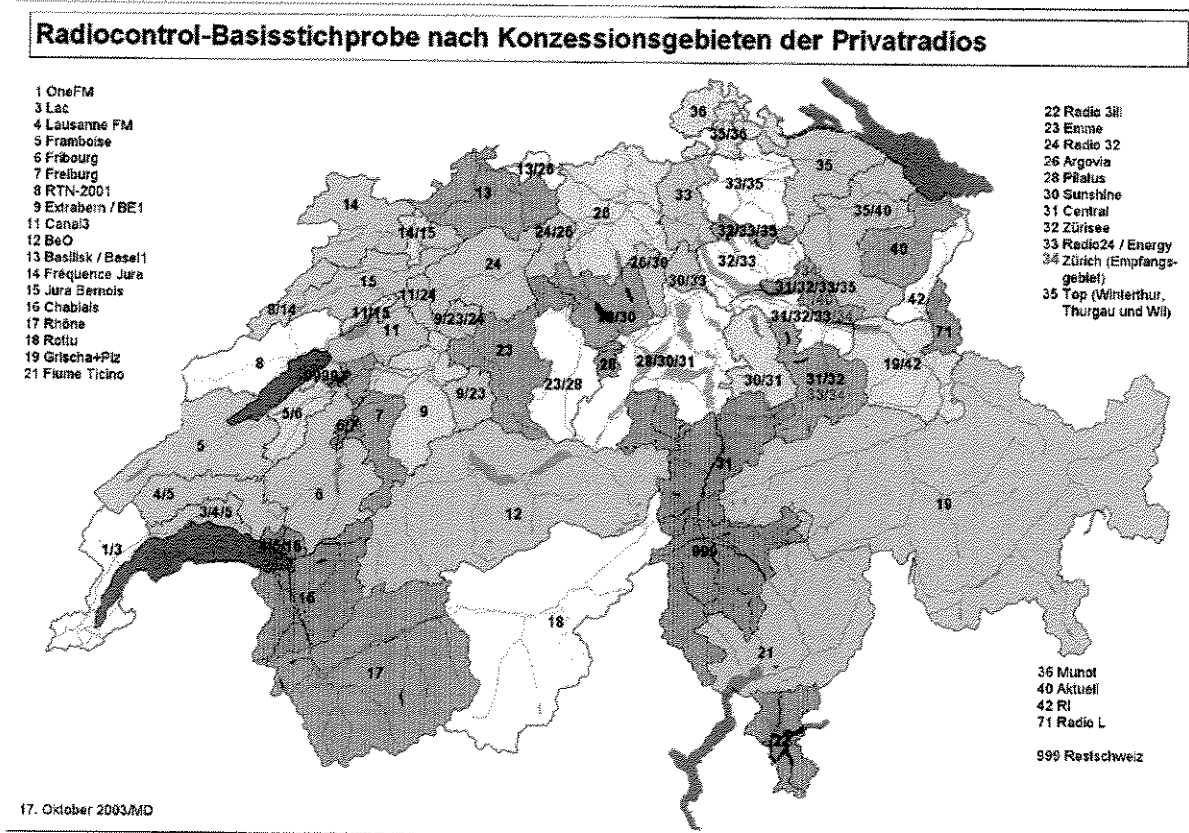 Radiocontrol-Basisstichprobe nach Konzessionsgebieten der Privatradios
1 OneFM
3 Lac
4 Lausanne FM
5 Framboise
6 Fribourg
7 Freiburg
8 RTN-2001
9 Extrabern / BE1
11 Canal3
12 BeO
13 Basilisk / Basel1
14 Fréquence Jura
15 Jura Bernois
16 Chablais
17 Rhône
18 Rottu
19 Grischa+Piz
21 Fiume Ticino
22 Radio 3iii
23 Emme
24 Radio 32
26 Argovia
28 Pilatus
30 Sunshine
31 Central
32 Zürisee
33 Radio24 / Energy
34 Zürich (Empfangs-
gebiet)
35 Top (Winterthur,
Thurgau und Wil)
36
35/36
13/26
13
33/35
35
14
26
33
35/40
14/15
24/26
32/33/35
40
24
26/30
32/33
15
30/33
11/24
31/32/33/35
42
8/14
11/15
9/23/24
31/32/33/34
11
71
8
23
28
28/30/31
19/42
23/28
9/23
30/31
31/32
33/34
5/6
7
9
6/7
5
31
4/5
6
12
19
3/4/5
1/3
999
16
18
17
21
22
36 Munot
40 Aktuell
42 RI
71 Radio L
999 Restschweiz
17. Oktober 2003/MD